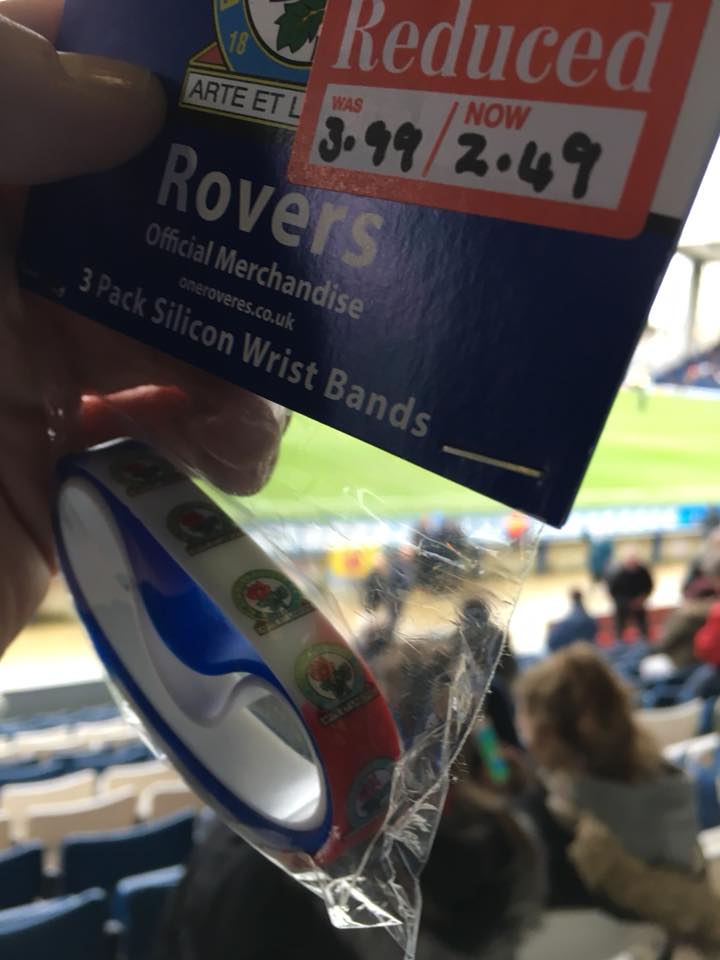 Reduced
WAS
NOW
3.99 / 2.49
18
ARTE ET L
Rovers
Official Merchandise
oneroveres.co.uk
3 Pack Silicon Wrist Bands